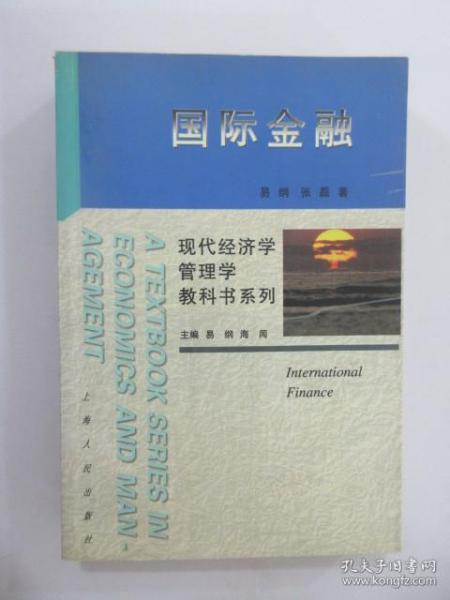 国际金融
易纲 张磊 著
现代经济学
管理学
教科书系列
主编 易 纲 海 闻
International
Finance
A TEXTBOOK SERIES IN
ECONOMICS AND MAN-
AGEMENT
上海人民出版社
孔夫子旧书网
www.kongfz.com